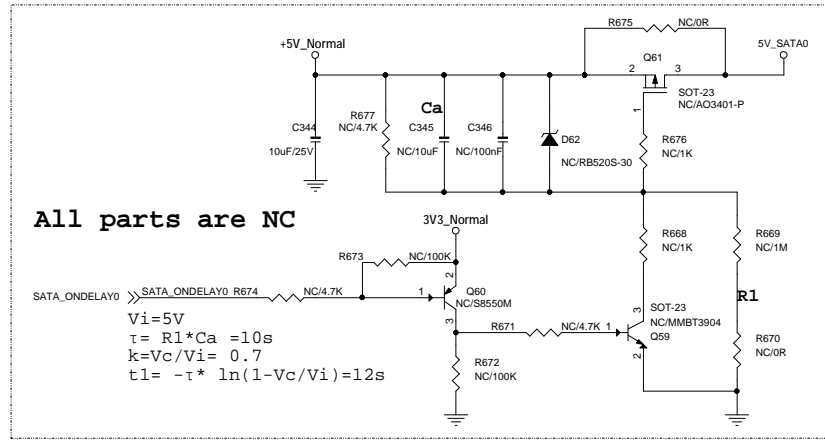 R675
NC/0R
+5V_Normal
5V_SATA0
Q61
2
3
SOT-23
NC/AO3401-P
1
R677
NC/4.7K
Ca
C344
10uF/25V
C345
NC/10uF
C346
NC/100nF
D62
NC/RB520S-30
R676
NC/1K
All parts are NC
3V3_Normal
R668
NC/1K
R669
NC/1M
R673
NC/100K
2
SATA_ONDELAY0
SATA_ONDELAY0
R674
NC/4.7K
1
Q60
NC/S8550M
3
R1
3
SOT-23
NC/MMBT3904
Q59
R671
NC/4.7K
1
2
R670
NC/0R
R672
NC/100K
Vi=5V
τ= R1*Ca =10s
k=Vc/Vi= 0.7
t1= -τ* ln(1-Vc/Vi)=12s